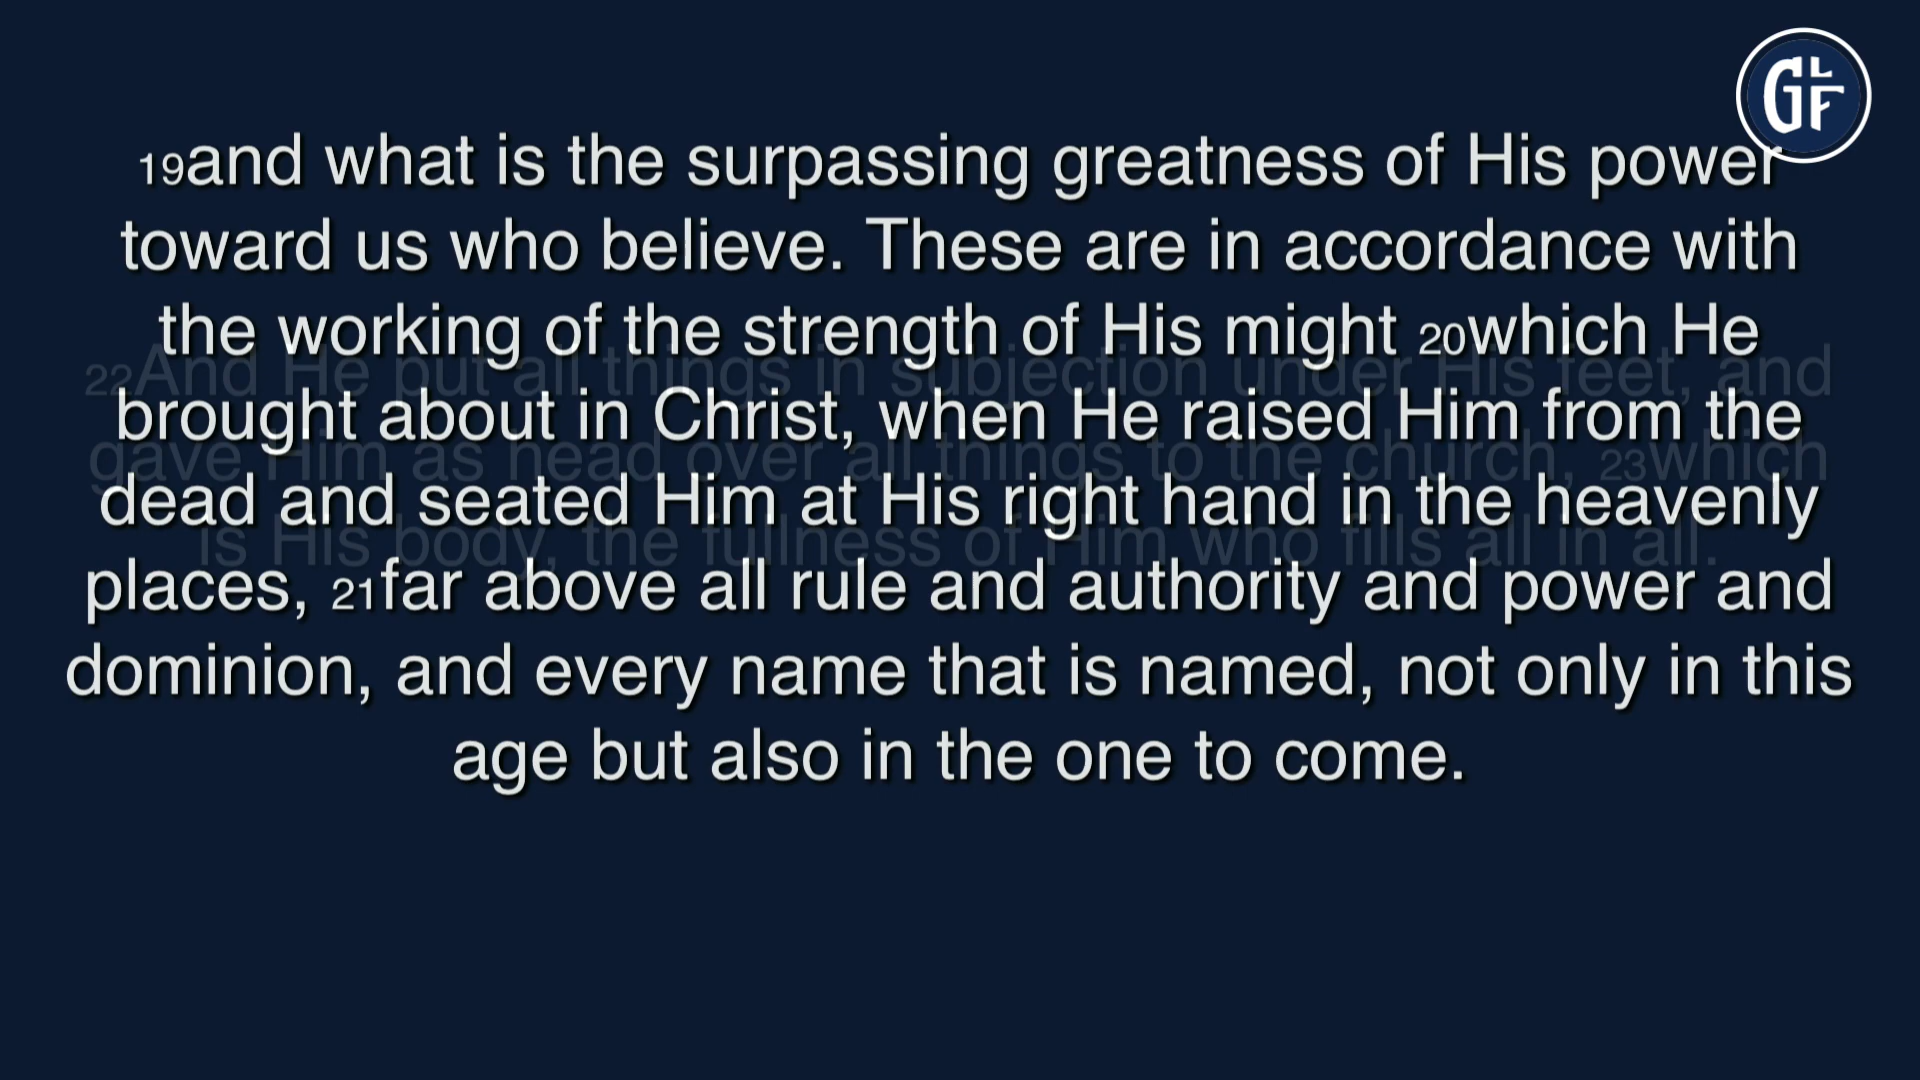 GLF
19and what is the surpassing greatness of His power
toward us who believe. These are in accordance with
the working of the strength of His might 20which He
brought about in Christ, when He raised Him from the
dead and seated Him at His right hand in the heavenly
places, 21far above all rule and authority and power and
dominion, and every name that is named, not only in this
age but also in the one to come.
22And He put all things in subjection under His feet, and
gave Him as head over all things to the church, 23which
is His body, the fullness of Him who fills all in all.